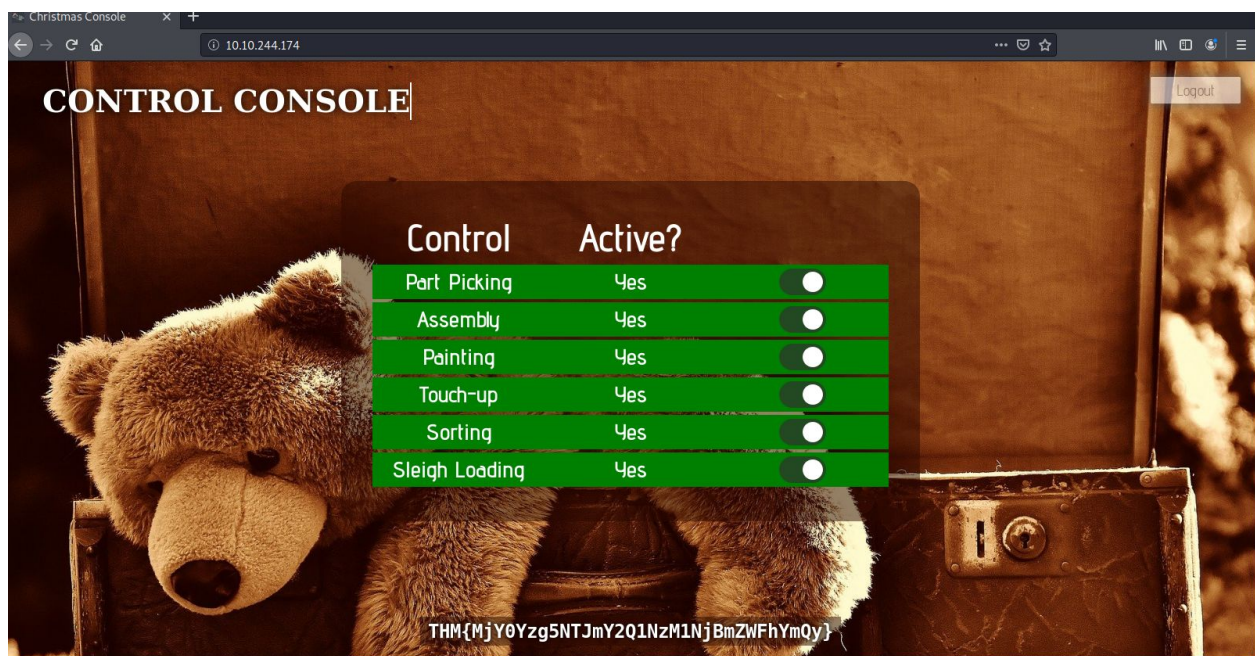 Christmas Console
10.10.244.174
CONTROL CONSOLE
Logout
Control Active?
Part Picking Yes
Assembly Yes
Painting Yes
Touch-up Yes
Sorting Yes
Sleigh Loading Yes
THM{MjY0Yzg5NTJmY2Q1NzM1NjBmZWFhYmQy}